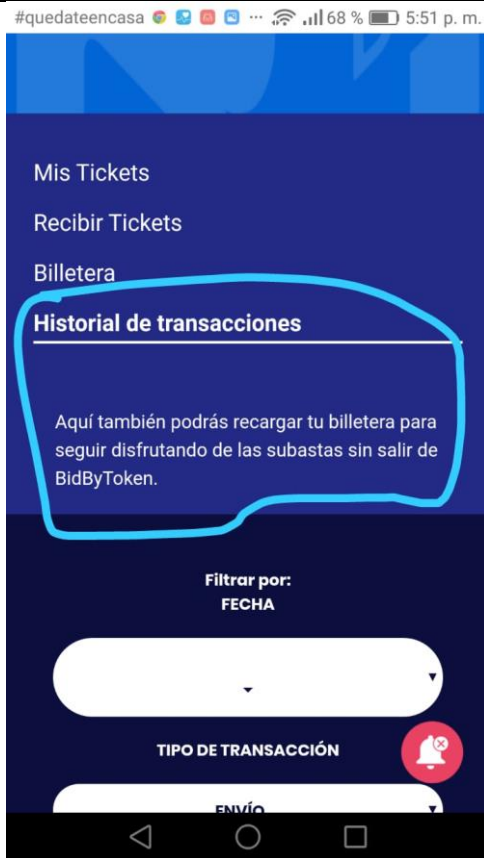 #quedateencasa ... 68 % 5:51 p. m.
Mis Tickets
Recibir Tickets
Billetera
Historial de transacciones
Aquí también podrás recargar tu billetera para
seguir disfrutando de las subastas sin salir de
BidByToken.
Filtrar por:
FECHA
TIPO DE TRANSACCIÓN
ENVÍO